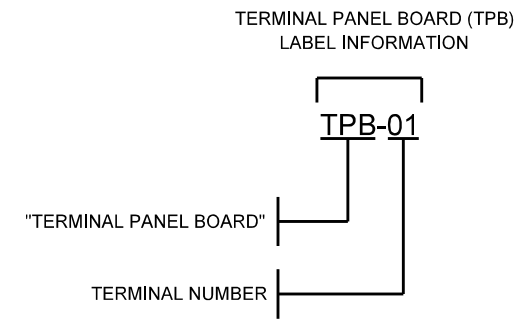 TERMINAL PANEL BOARD (TPB)
LABEL INFORMATION
TPB-01
"TERMINAL PANEL BOARD"
TERMINAL NUMBER